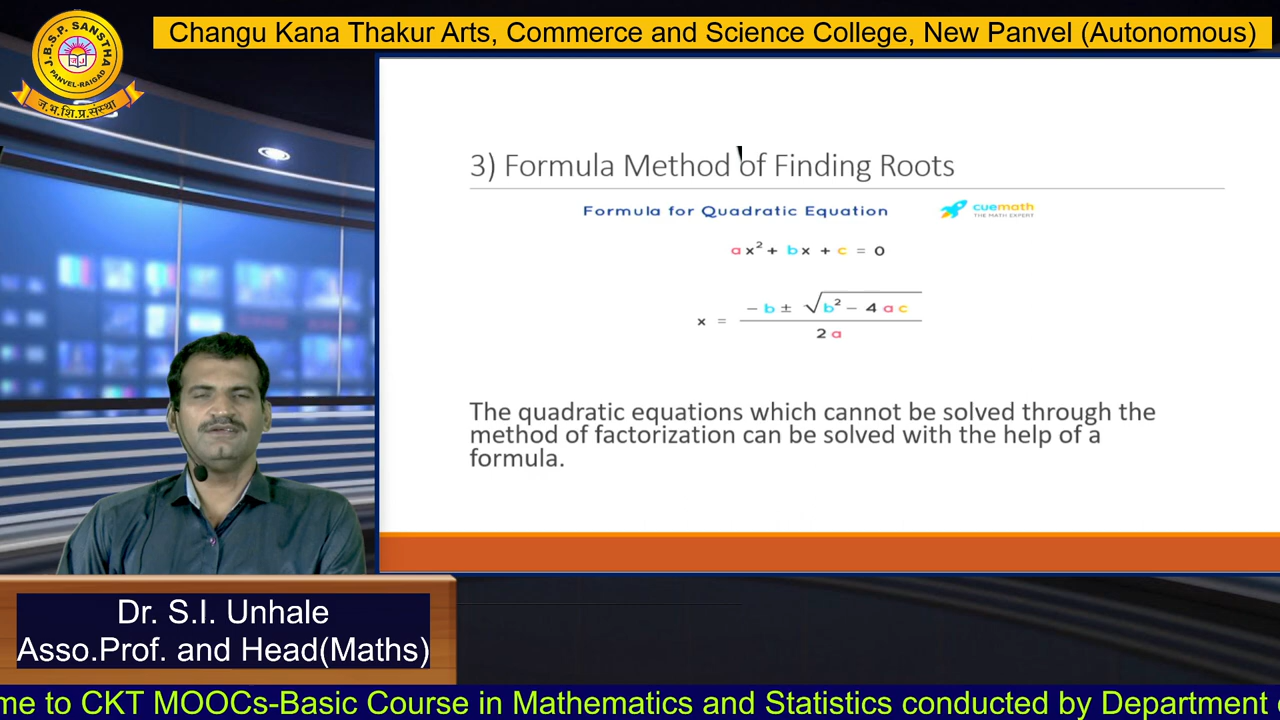 Changu Kana Thakur Arts, Commerce and Science College, New Panvel (Autonomous)
J.B.S.P. SANSTHA
PANVEL-RAIGAD
ज.भ.शि.प्र.संस्था
3) Formula Method of Finding Roots
Formula for Quadratic Equation
cuemath
THE MATH EXPERT
ax² + bx + c = 0
x = (-b ± √(b² - 4ac)) / 2a
The quadratic equations which cannot be solved through the
method of factorization can be solved with the help of a
formula.
Dr. S.I. Unhale
Asso.Prof. and Head(Maths)
me to CKT MOOCs-Basic Course in Mathematics and Statistics conducted by Department